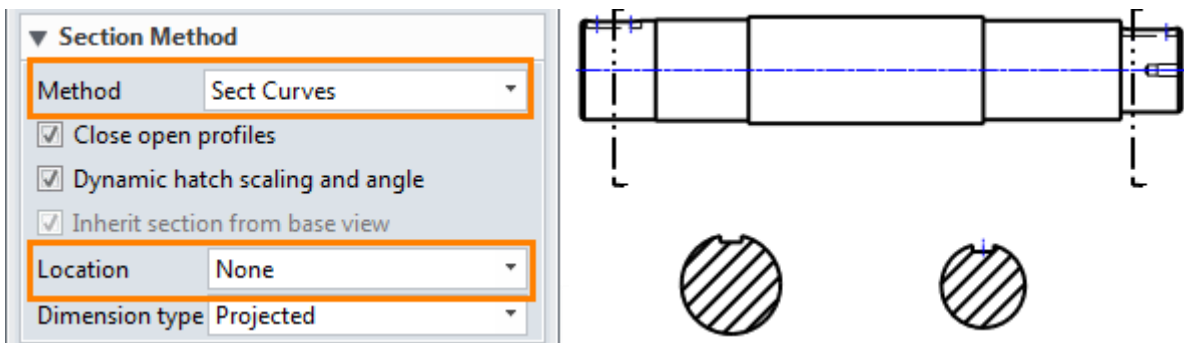 Section Method
Method Sect Curves
Close open profiles
Dynamic hatch scaling and angle
Inherit section from base view
Location None
Dimension type Projected